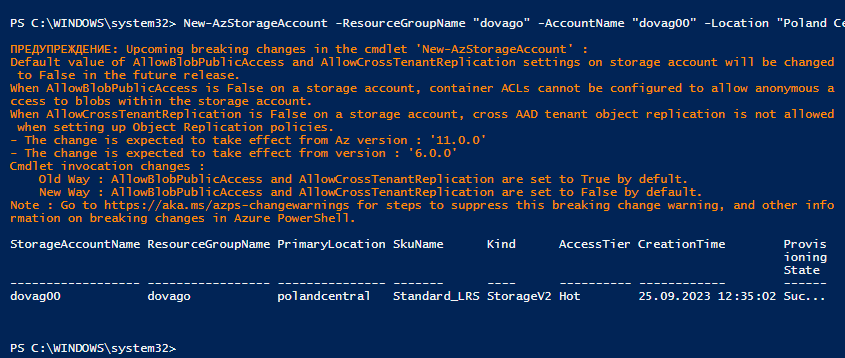 PS C:\WINDOWS\system32> New-AzStorageAccount -ResourceGroupName "dovago" -AccountName "dovag00" -Location "Poland Ce
ПРЕДУПРЕЖДЕНИЕ: Upcoming breaking changes in the cmdlet 'New-AzStorageAccount' :
Default value of AllowBlobPublicAccess and AllowCrossTenantReplication settings on storage account will be changed
to False in the future release.
When AllowBlobPublicAccess is False on a storage account, container ACLs cannot be configured to allow anonymous a
ccess to blobs within the storage account.
When AllowCrossTenantReplication is False on a storage account, cross AAD tenant object replication is not allowed
when setting up Object Replication policies.
- The change is expected to take effect from Az version : '11.0.0'
- The change is expected to take effect from version : '6.0.0'
Cmdlet invocation changes :
    Old Way : AllowBlobPublicAccess and AllowCrossTenantReplication are set to True by defult.
    New Way : AllowBlobPublicAccess and AllowCrossTenantReplication are set to False by default.
Note : Go to https://aka.ms/azps-changewarnings for steps to suppress this breaking change warning, and other info
rmation on breaking changes in Azure PowerShell.
StorageAccountName ResourceGroupName PrimaryLocation SkuName      Kind      AccessTier CreationTime        Provis
ioning
State
------------------ ----------------- --------------- -------      ----      ---------- ------------        ------
dovag00            dovago            polandcentral   Standard_LRS StorageV2 Hot        25.09.2023 12:35:02 Suc...
PS C:\WINDOWS\system32>